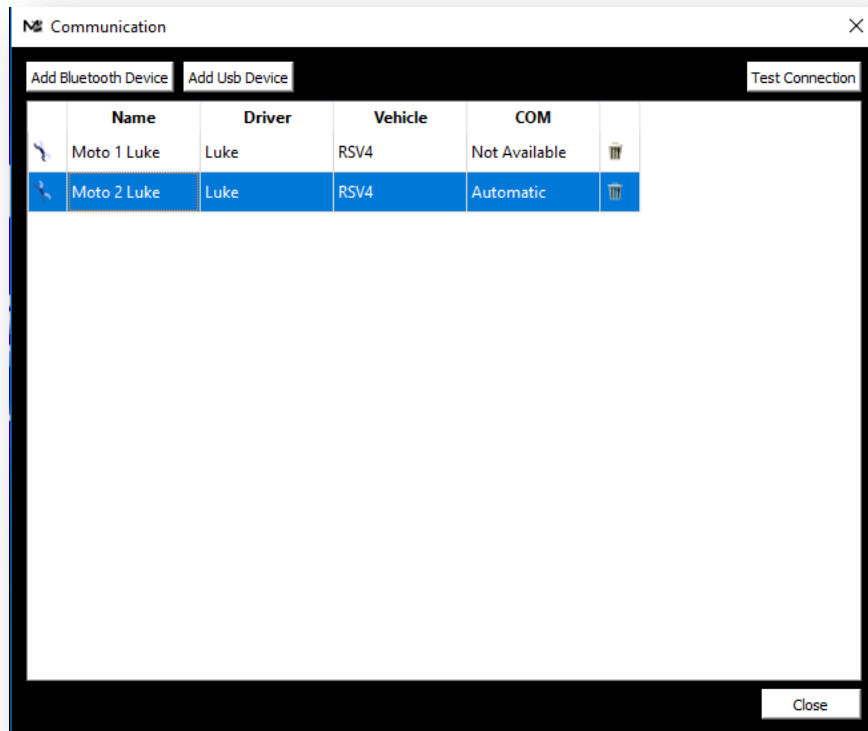 Communication
Add Bluetooth Device Add Usb Device Test Connection
Name Driver Vehicle COM
Moto 1 Luke Luke RSV4 Not Available
Moto 2 Luke Luke RSV4 Automatic
Close